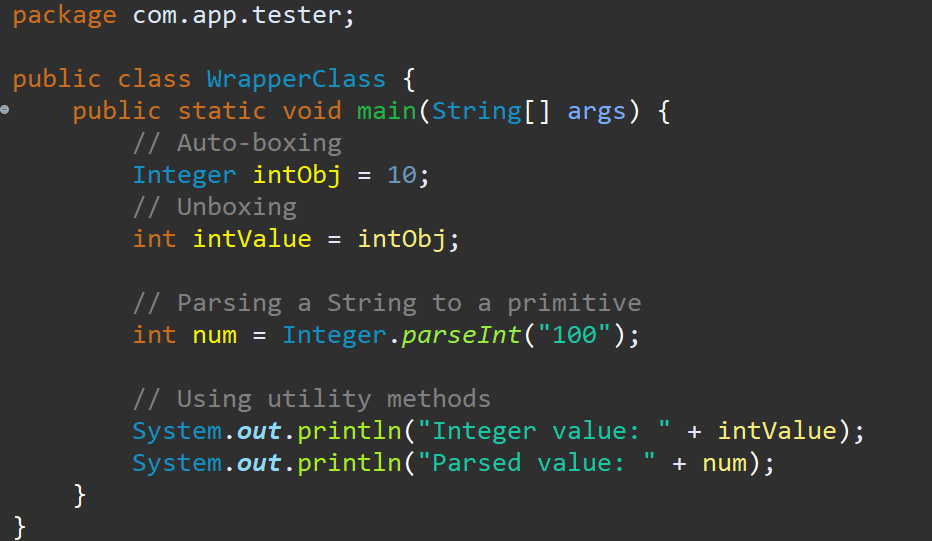 package com.app.tester;
public class WrapperClass {
public static void main(String[] args) {
// Auto-boxing
Integer intObj = 10;
// Unboxing
int intValue = intObj;
// Parsing a String to a primitive
int num = Integer.parseInt("100");
// Using utility methods
System.out.println("Integer value: " + intValue);
System.out.println("Parsed value: " + num);
}
}